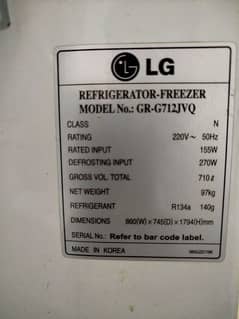 LG
REFRIGERATOR-FREEZER
MODEL No.: GR-G712JVQ
CLASS N
RATING 220V~ 50Hz
RATED INPUT 155W
DEFROSTING INPUT 270W
GROSS VOL. TOTAL 710ℓ
NET WEIGHT 97kg
REFRIGERANT R134a 140g
DIMENSIONS 860(W)x745(D)x1794(H)mm
SERIAL No.: Refer to bar code label.
MADE IN KOREA